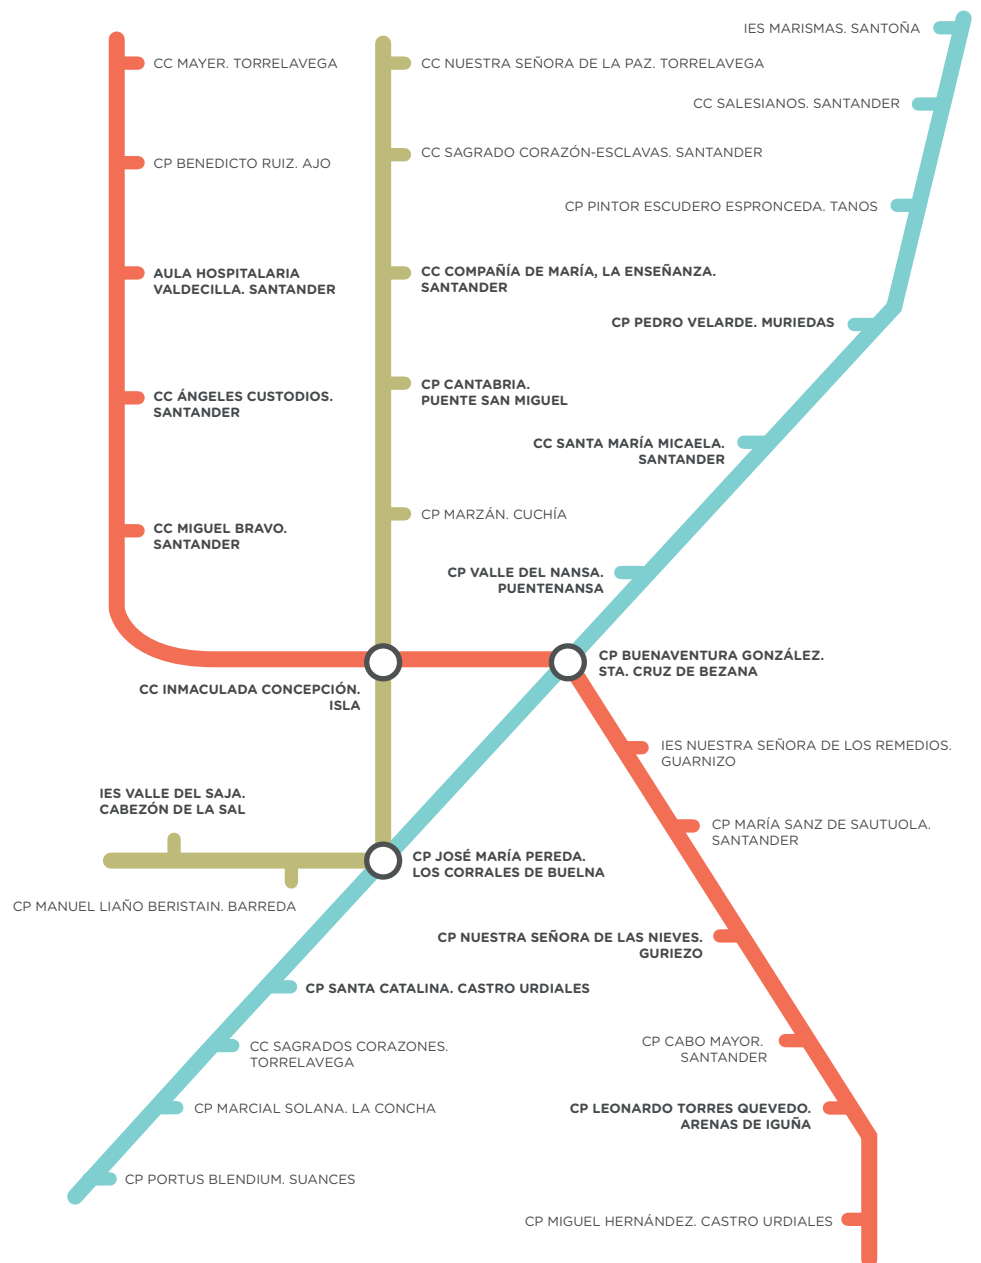 IES MARISMAS. SANTOÑA
CC MAYER. TORRELAVEGA
CC NUESTRA SEÑORA DE LA PAZ. TORRELAVEGA
CC SALESIANOS. SANTANDER
CP BENEDICTO RUIZ. AJO
CC SAGRADO CORAZÓN-ESCLAVAS. SANTANDER
CP PINTOR ESCUDERO ESPRONCEDA. TANOS
AULA HOSPITALARIA
VALDECILLA. SANTANDER
CC COMPAÑÍA DE MARÍA, LA ENSEÑANZA.
SANTANDER
CP PEDRO VELARDE. MURIEDAS
CC ÁNGELES CUSTODIOS.
SANTANDER
CP CANTABRIA.
PUENTE SAN MIGUEL
CC SANTA MARÍA MICAELA.
SANTANDER
CC MIGUEL BRAVO.
SANTANDER
CP MARZÁN. CUCHÍA
CP VALLE DEL NANSA.
PUENTENANSA
CP BUENAVENTURA GONZÁLEZ.
STA. CRUZ DE BEZANA
CC INMACULADA CONCEPCIÓN.
ISLA
IES NUESTRA SEÑORA DE LOS REMEDIOS.
GUARNIZO
IES VALLE DEL SAJA.
CABEZÓN DE LA SAL
CP MARÍA SANZ DE SAUTUOLA.
SANTANDER
CP JOSÉ MARÍA PEREDA.
LOS CORRALES DE BUELNA
CP MANUEL LIAÑO BERISTAIN. BARREDA
CP NUESTRA SEÑORA DE LAS NIEVES.
GURIEZO
CP SANTA CATALINA. CASTRO URDIALES
CC SAGRADOS CORAZONES.
TORRELAVEGA
CP CABO MAYOR.
SANTANDER
CP MARCIAL SOLANA. LA CONCHA
CP LEONARDO TORRES QUEVEDO.
ARENAS DE IGUÑA
CP PORTUS BLENDIUM. SUANCES
CP MIGUEL HERNÁNDEZ. CASTRO URDIALES